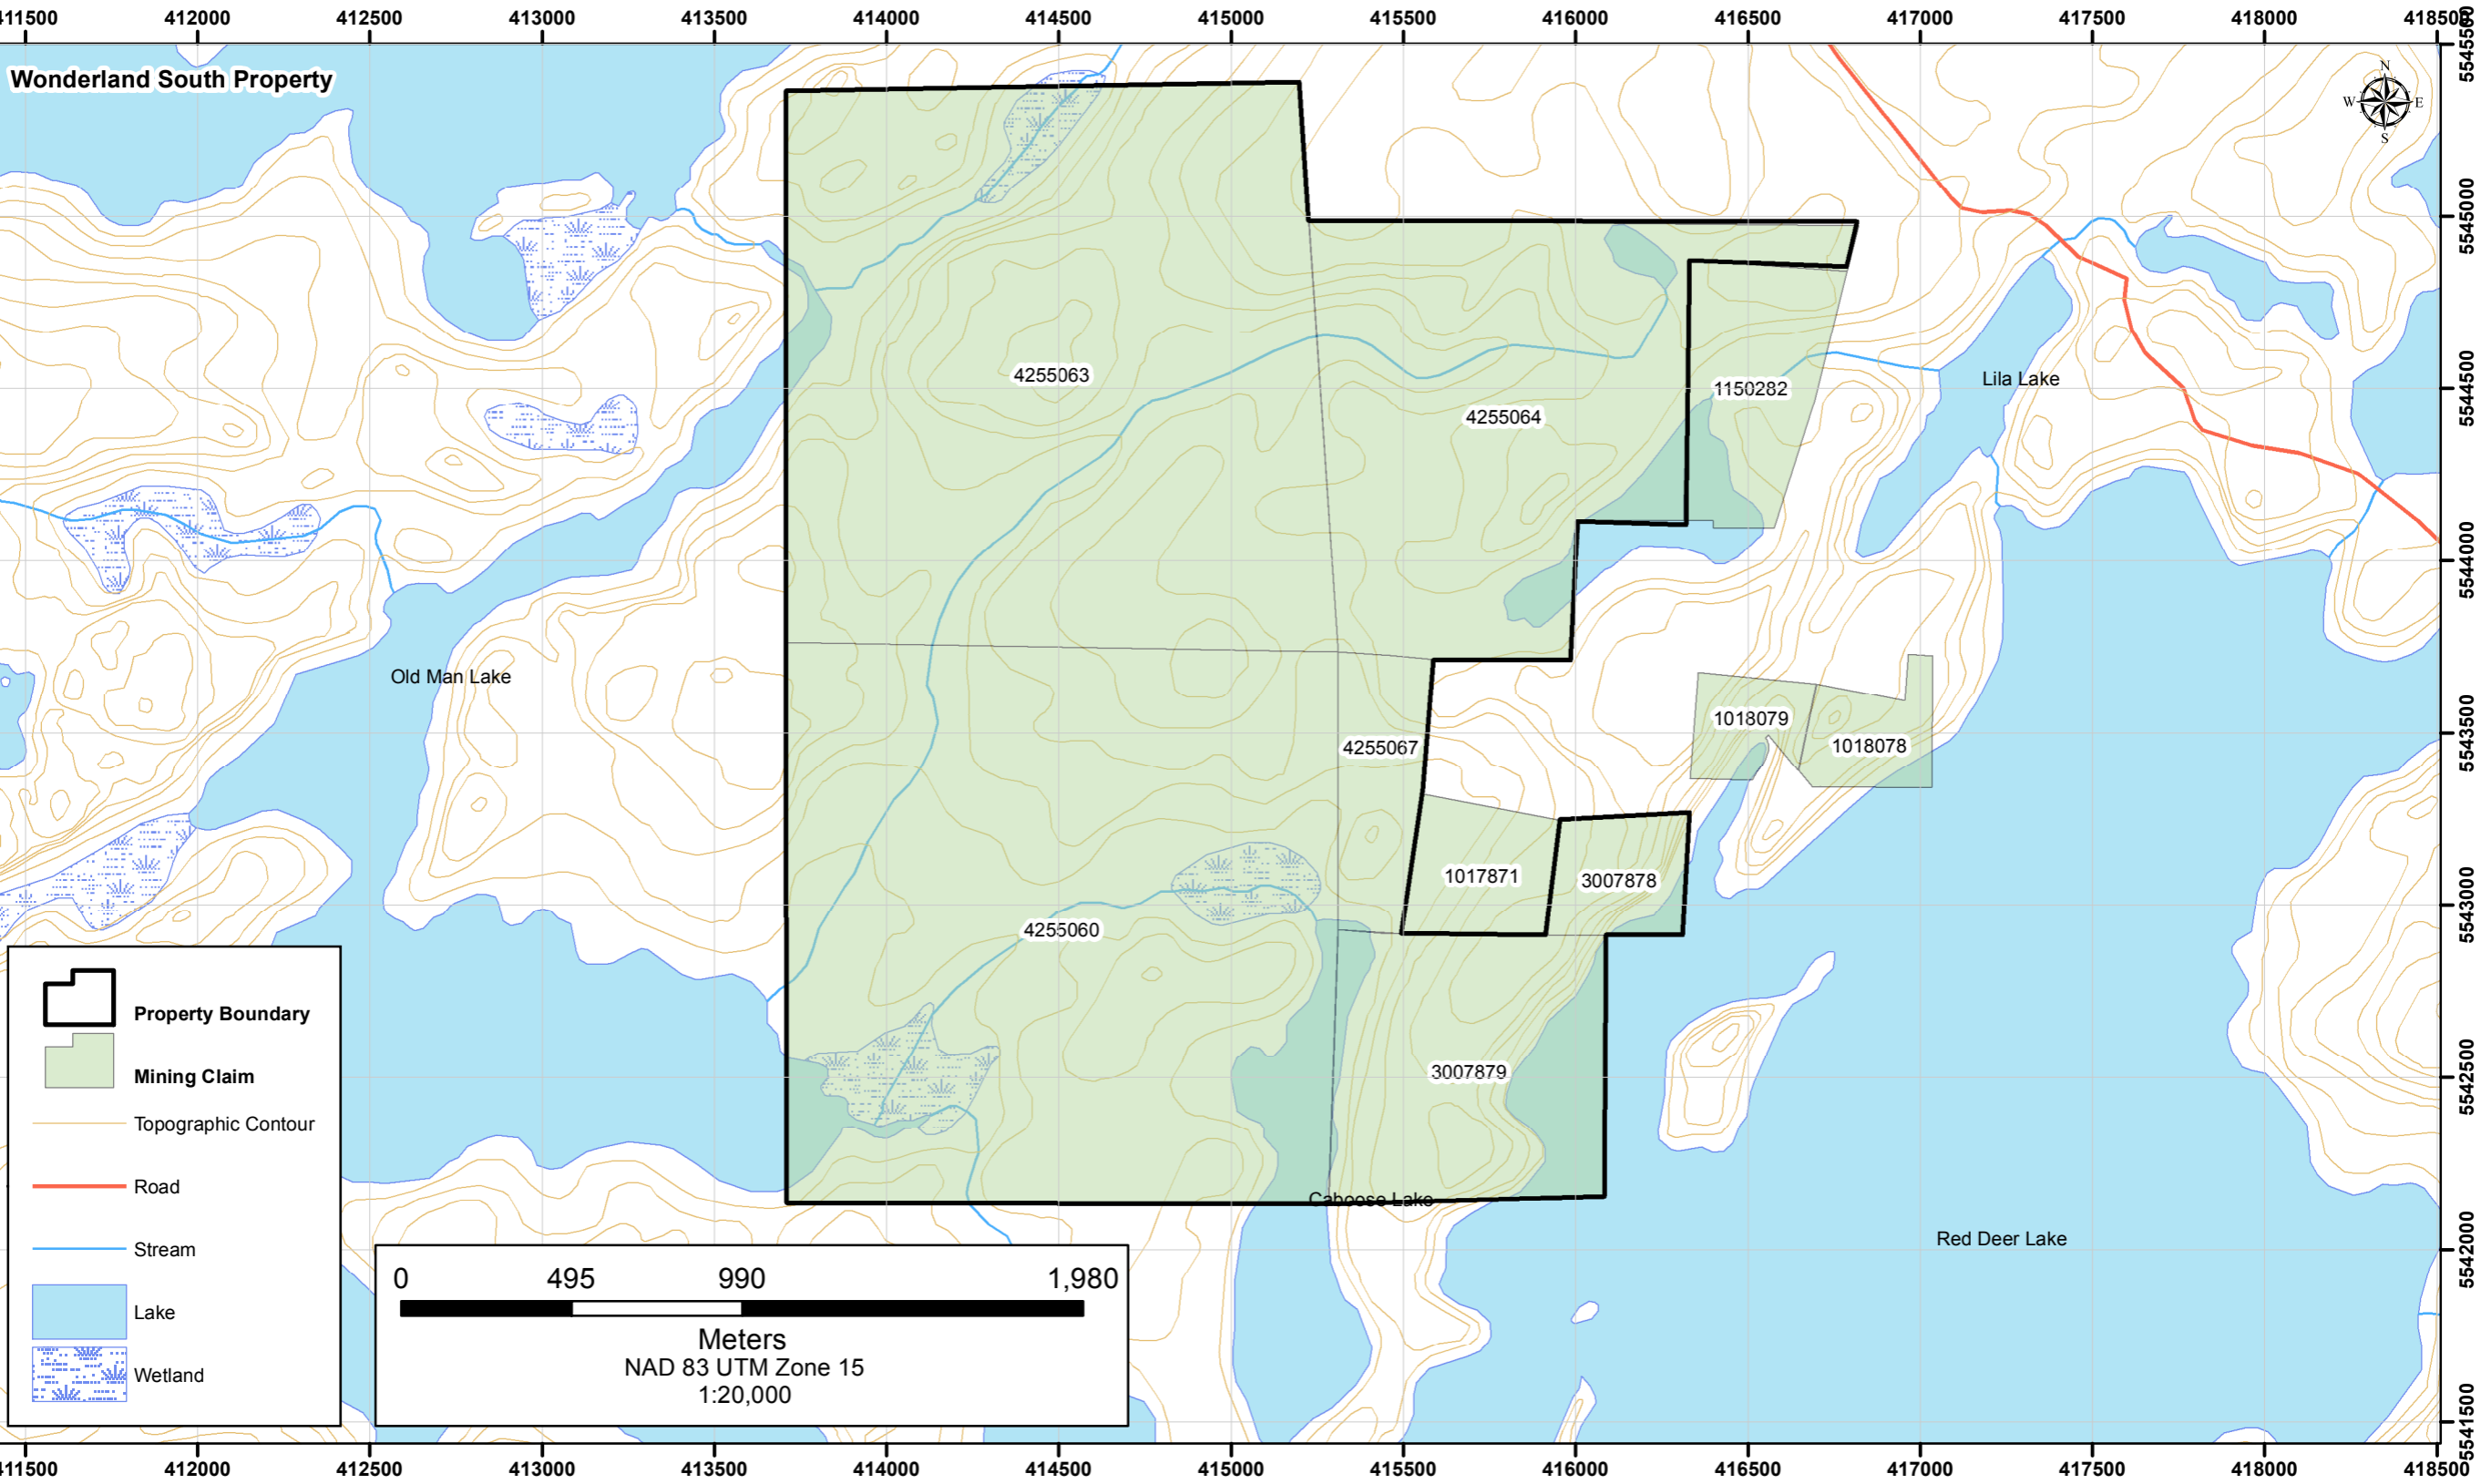 411500 412000 412500 413000 413500 414000 414500 415000 415500 416000 416500 417000 417500 418000 418500
Wonderland South Property
N
W E
S
5545500
5545000
5544500
5544000
5543500
5543000
5542500
5542000
5541500
4255063
4255064
1150282
Lila Lake
Old Man Lake
4255067
1018079
1018078
1017871
3007878
4255060
3007879
Caboose Lake
Red Deer Lake
Property Boundary
Mining Claim
Topographic Contour
Road
Stream
Lake
Wetland
0 495 990 1,980
Meters
NAD 83 UTM Zone 15
1:20,000
411500 412000 412500 413000 413500 414000 414500 415000 415500 416000 416500 417000 417500 418000 418500